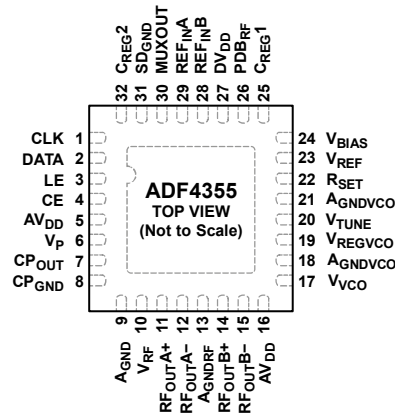 CREG2
SDGND
MUXOUT
REFINA
REFINB
DVDD
PDBRF
CREG1
32 31 30 29 28 27 26 25
CLK 1
DATA 2
LE 3
CE 4
AVDD 5
VP 6
CPOUT 7
CPGND 8
ADF4355
TOP VIEW
(Not to Scale)
24 VBIAS
23 VREF
22 RSET
21 AGNDVCO
20 VTUNE
19 VREGVCO
18 AGNDVCO
17 VVCO
9 10 11 12 13 14 15 16
AGND
VRF
RFOUTA+
RFOUTA−
AGNDRF
RFOUTB+
RFOUTB−
AVDD